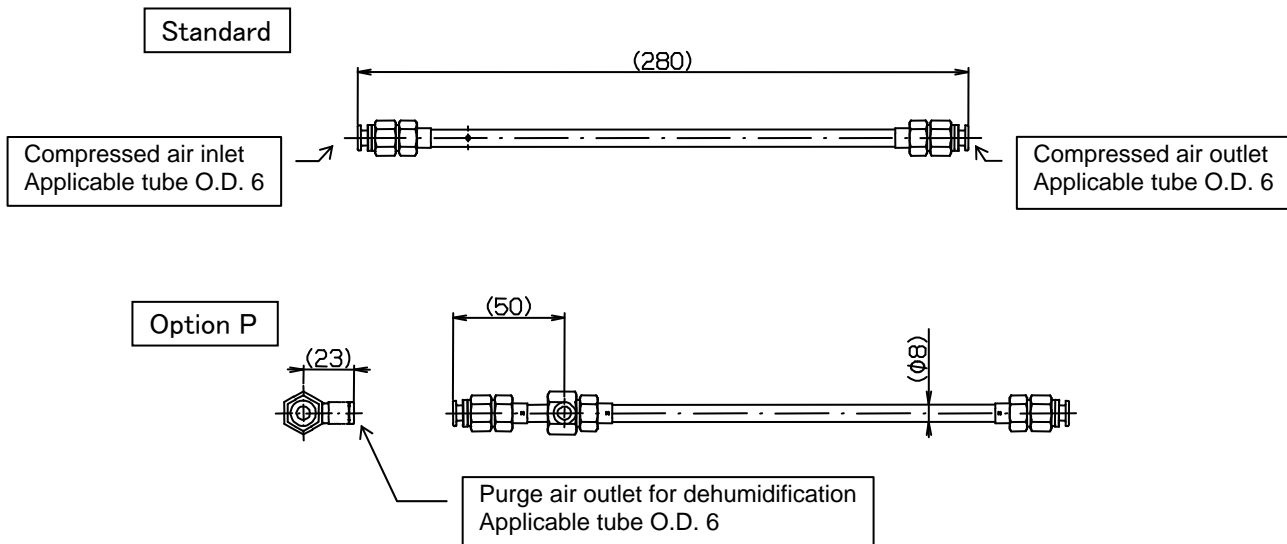 Standard
(280)
Compressed air inlet
Applicable tube O.D. 6
Compressed air outlet
Applicable tube O.D. 6
Option P
(50)
(23)
(φ8)
Purge air outlet for dehumidification
Applicable tube O.D. 6